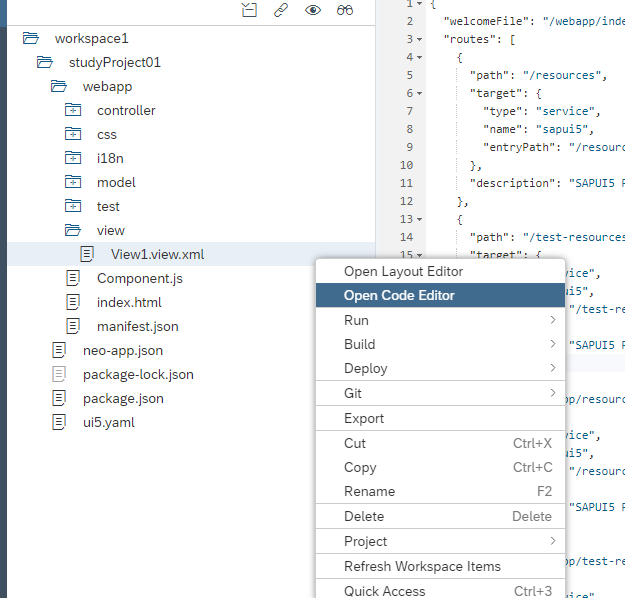 workspace1
studyProject01
webapp
controller
css
i18n
model
test
view
View1.view.xml
Component.js
index.html
manifest.json
neo-app.json
package-lock.json
package.json
ui5.yaml
1 {
2 "welcomeFile": "/webapp/inde
3 "routes": [
4 {
5 "path": "/resources",
6 "target": {
7 "type": "service",
8 "name": "sapui5",
9 "entryPath": "/resourc
10 },
11 "description": "SAPUI5 R
12 },
13 {
14 "path": "/test-resources
15 "target": {
vice",
ui5",
"/test-re
"SAPUI5 R
pp/resourc
vice",
ui5",
"/resourc
"SAPUI5 R
pp/test-re
Open Layout Editor
Open Code Editor
Run
Build
Deploy
Git
Export
Cut Ctrl+X
Copy Ctrl+C
Rename F2
Delete Delete
Project
Refresh Workspace Items
Quick Access Ctrl+3